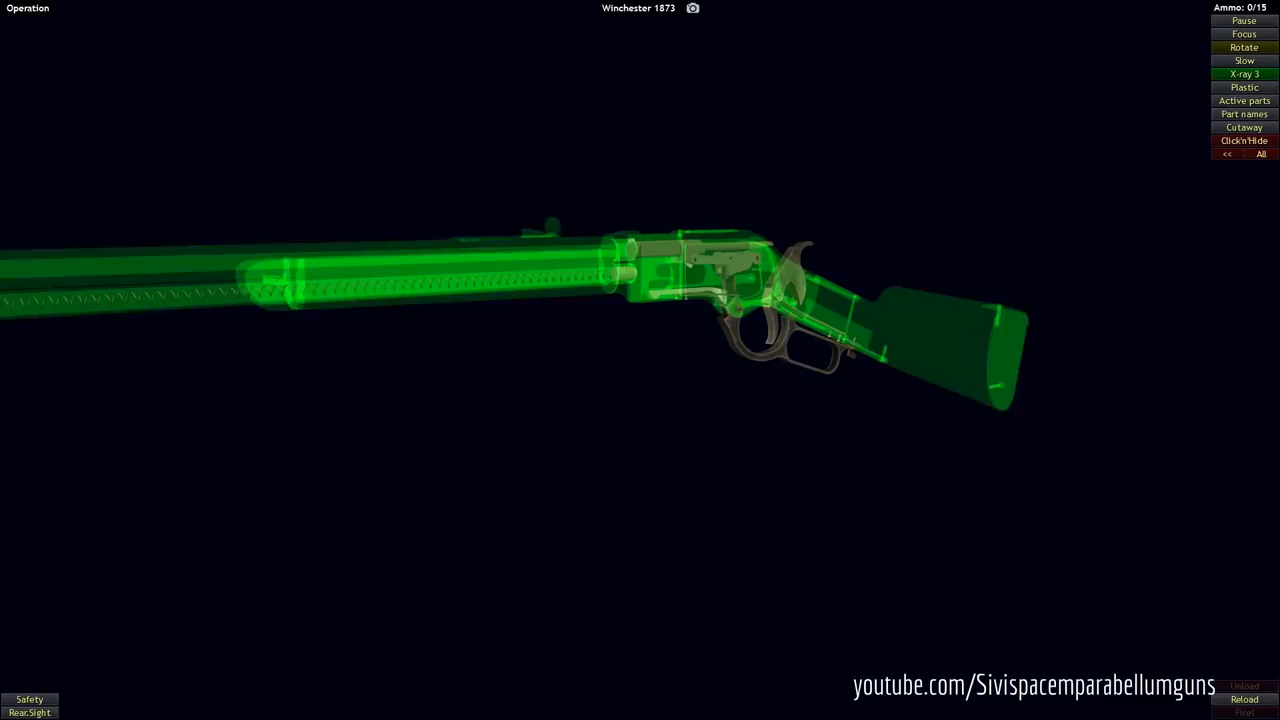 Operation
Winchester 1873
Ammo: 0/15
Pause
Focus
Rotate
Slow
X-ray 3
Plastic
Active parts
Part names
Cutaway
Click'n'Hide
<< All
youtube.com/Sivispacemparabellumguns
Unload
Safety
Reload
Rear.Sight
Fire!